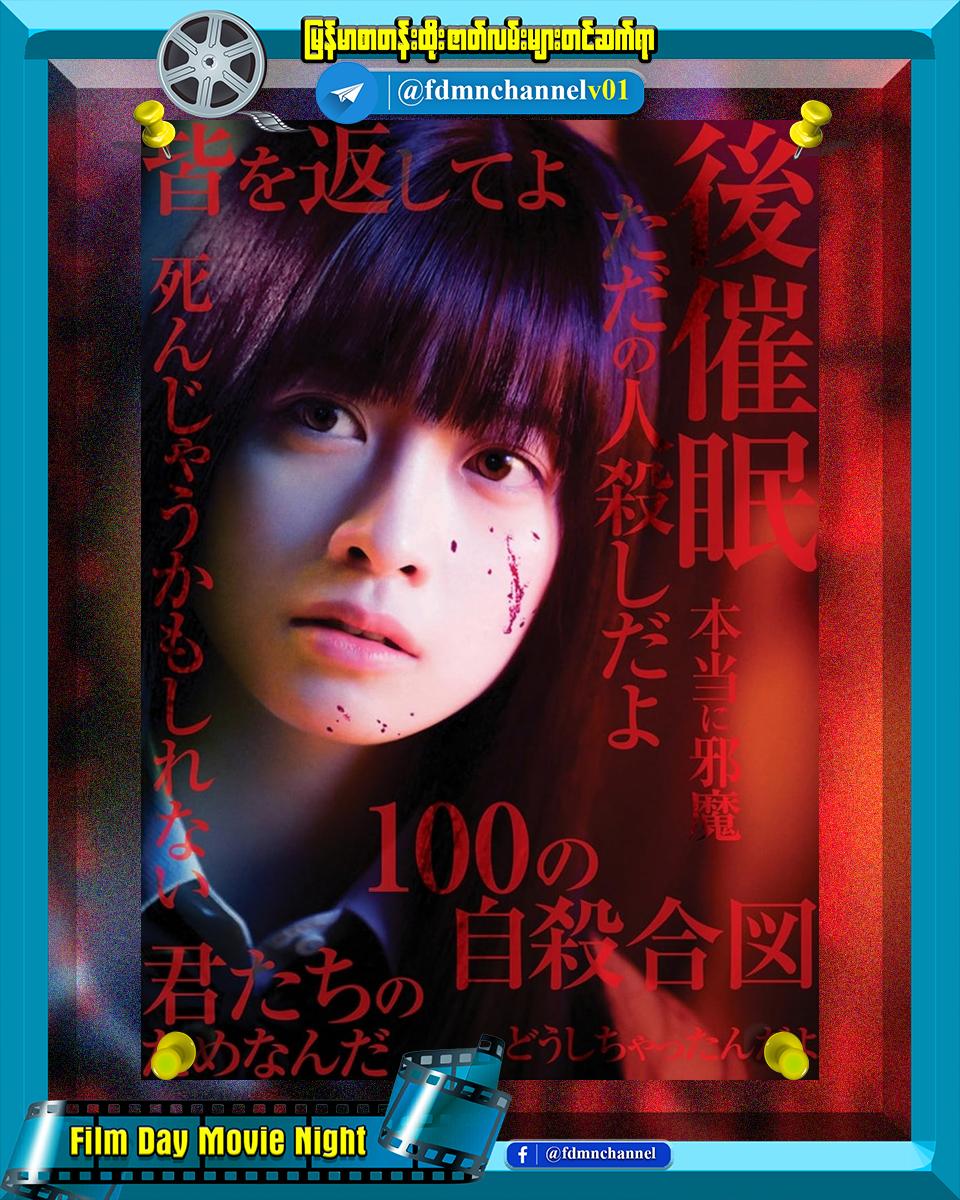 မြန်မာစာတန်းထိုးဇာတ်လမ်းများတင်ဆက်ရာ
@fdmnchannelv01
皆を返してよ
後催眠
ただの人殺しだよ
本当に邪魔
死んじゃうかもしれない
100の
自殺合図
君たちの
ためなんだ
どうしちゃったんだよ
Film Day Movie Night
@fdmnchannel